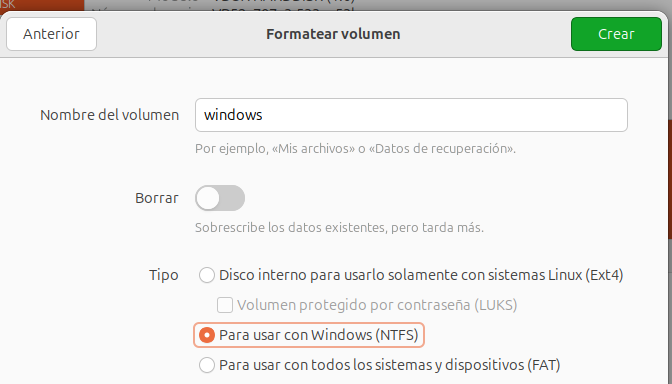 Anterior
Formatear volumen
Crear
Nombre del volumen
windows
Por ejemplo, «Mis archivos» o «Datos de recuperación».
Borrar
Sobrescribe los datos existentes, pero tarda más.
Tipo
Disco interno para usarlo solamente con sistemas Linux (Ext4)
Volumen protegido por contraseña (LUKS)
Para usar con Windows (NTFS)
Para usar con todos los sistemas y dispositivos (FAT)